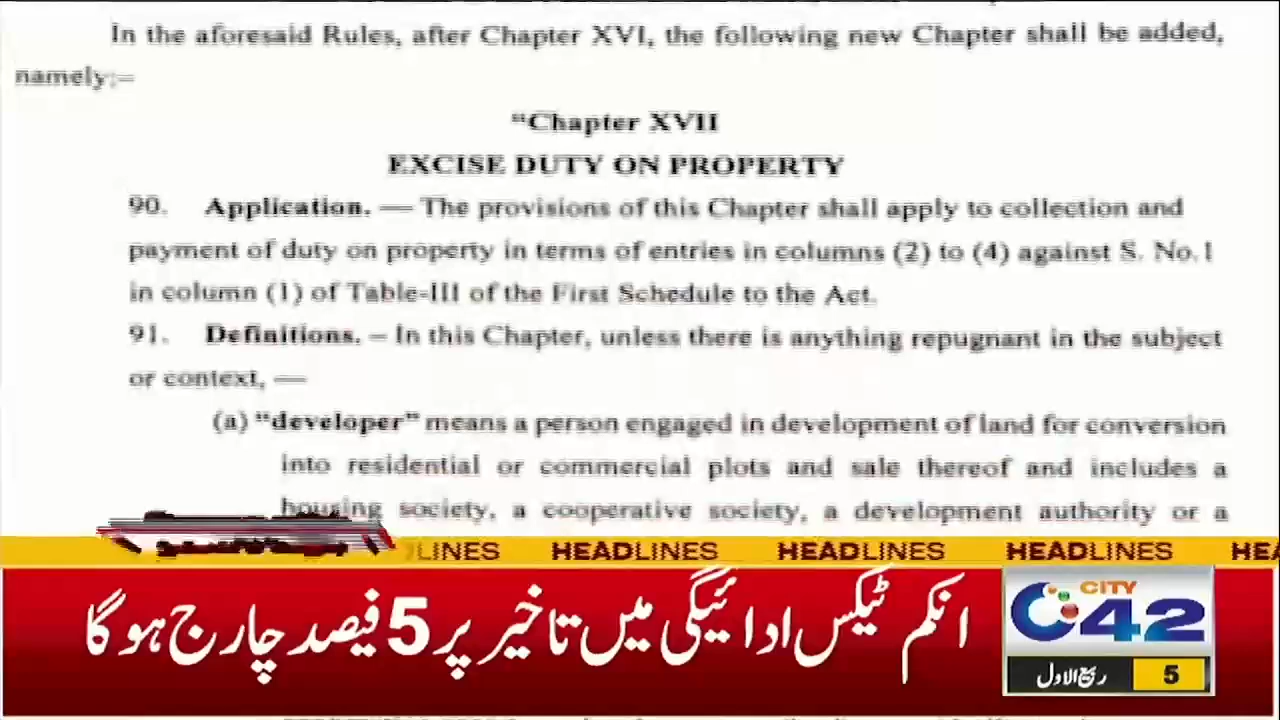 In the aforesaid Rules, after Chapter XVI, the following new Chapter shall be added,
namely:–
“Chapter XVII
EXCISE DUTY ON PROPERTY
90. Application. — The provisions of this Chapter shall apply to collection and
payment of duty on property in terms of entries in columns (2) to (4) against S. No.1
in column (1) of Table-III of the First Schedule to the Act.
91. Definitions. – In this Chapter, unless there is anything repugnant in the subject
or context, —
(a) “developer” means a person engaged in development of land for conversion
into residential or commercial plots and sale thereof and includes a
housing society, a cooperative society, a development authority or a
LINES HEADLINES HEADLINES HEADLINES HEA
انکم ٹیکس ادائیگی میں تاخیر پر 5 فیصد چارج ہوگا
CITY
42
ربیع الاول 5